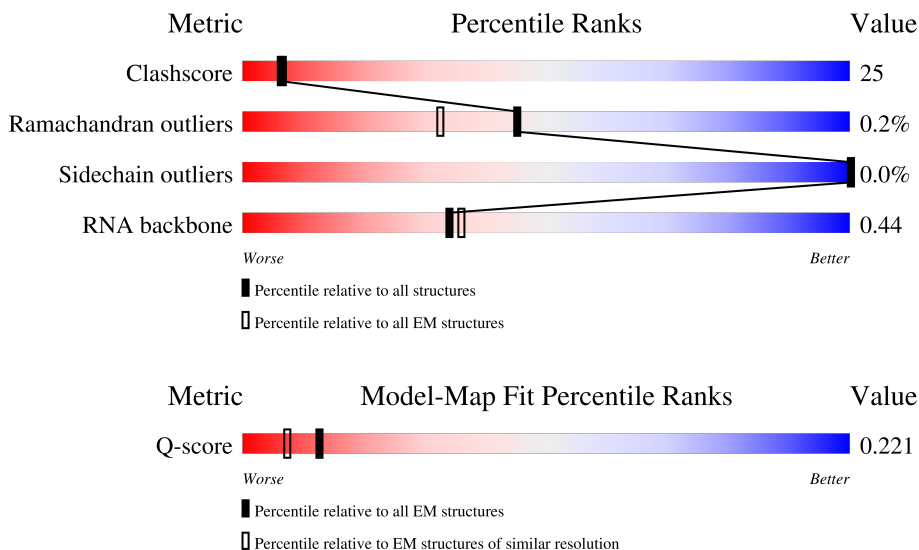 Metric Percentile Ranks Value
Clashscore 25
Ramachandran outliers 0.2%
Sidechain outliers 0.0%
RNA backbone 0.44
Worse Better
Percentile relative to all structures
Percentile relative to all EM structures
Metric Model-Map Fit Percentile Ranks Value
Q-score 0.221
Worse Better
Percentile relative to all EM structures
Percentile relative to EM structures of similar resolution